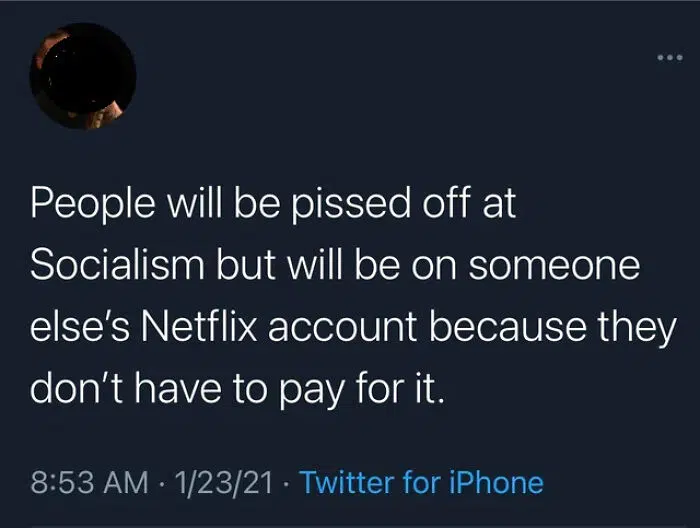 People will be pissed off at
Socialism but will be on someone
else’s Netflix account because they
don’t have to pay for it.
8:53 AM · 1/23/21 · Twitter for iPhone